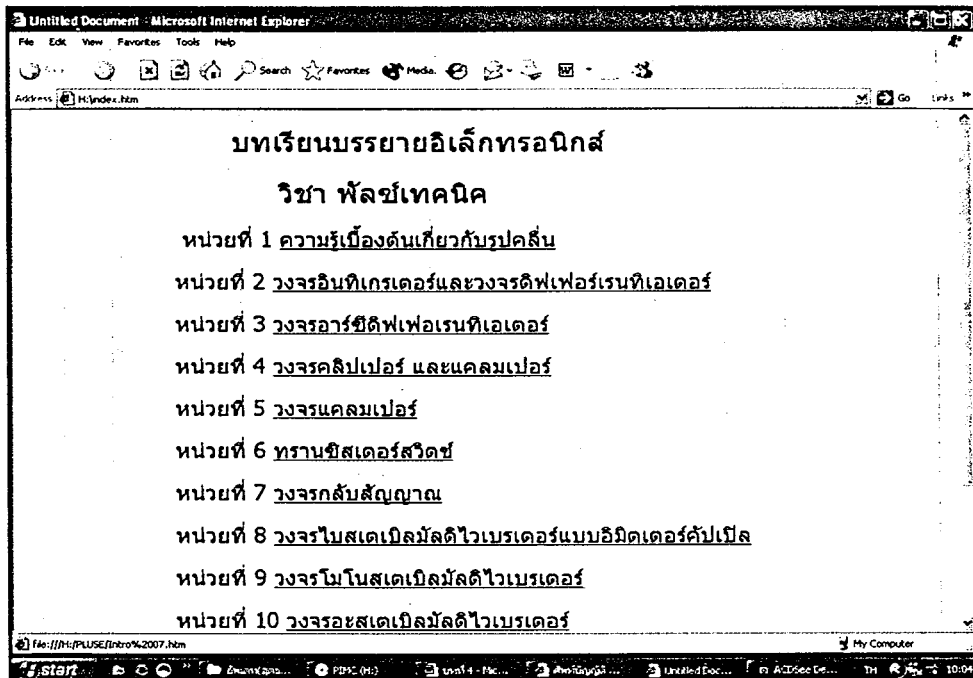 Untitled Document - Microsoft Internet Explorer
File Edit View Favorites Tools Help
Search Favorites Media
Address H:\index.htm Go Links »
บทเรียนบรรยายอิเล็กทรอนิกส์
วิชา พัลซ์เทคนิค
หน่วยที่ 1 ความรู้เบื้องต้นเกี่ยวกับรูปคลื่น
หน่วยที่ 2 วงจรอินทิเกรเตอร์และวงจรดิฟเฟอร์เรนทิเอเตอร์
หน่วยที่ 3 วงจรอาร์ซีดิฟเฟอเรนทิเอเตอร์
หน่วยที่ 4 วงจรคลิปเปอร์ และแคลมเปอร์
หน่วยที่ 5 วงจรแคลมเปอร์
หน่วยที่ 6 ทรานซิสเตอร์สวิตช์
หน่วยที่ 7 วงจรกลับสัญญาณ
หน่วยที่ 8 วงจรไบสเตเบิลมัลติไวเบรเตอร์แบบอิมิตเตอร์คัปเปิล
หน่วยที่ 9 วงจรโมโนสเตเบิลมัลติไวเบรเตอร์
หน่วยที่ 10 วงจรอะสเตเบิลมัลติไวเบรเตอร์
file:///H:/PLUSE/Intro%2007.htm My Computer
start PIMC (H:) บทที่ 4 - Mic... Untitled Doc... ACDSee De... TH 10:04